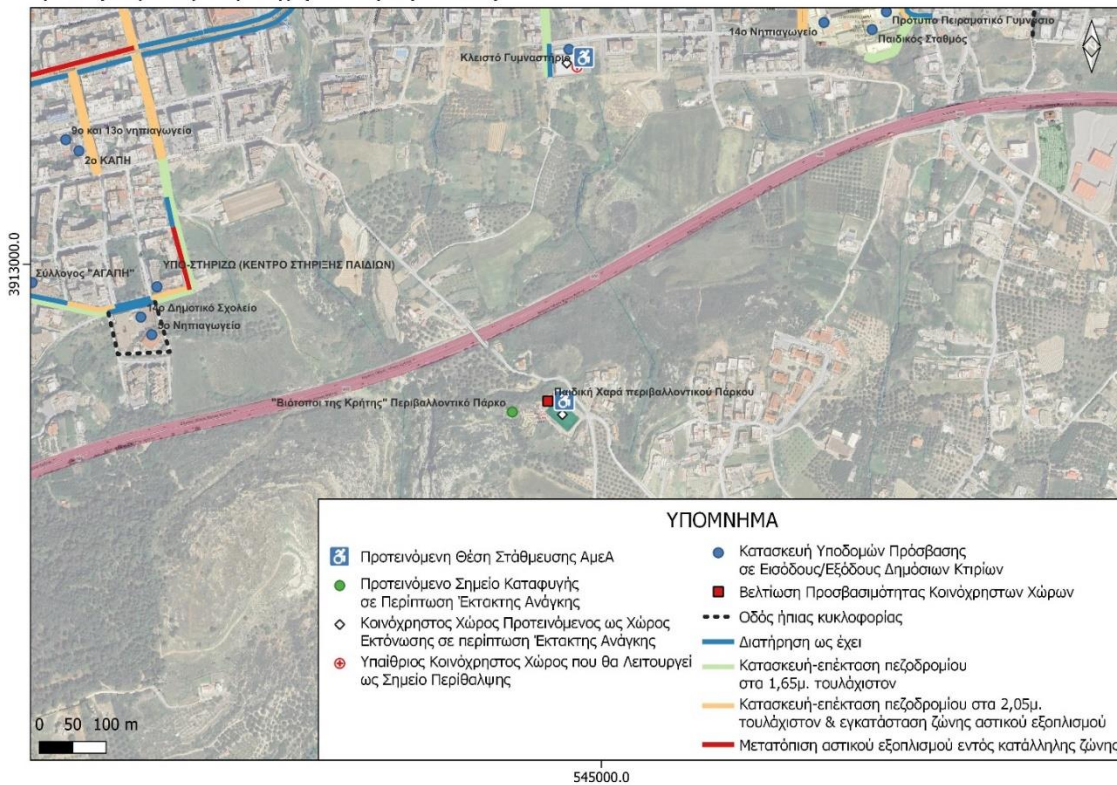 Πρότυπο Πειραματικό Γυμνάσιο
14ο Νηπιαγωγείο
Παιδικός Σταθμός
Κλειστό Γυμναστήριο
9ο και 13ο νηπιαγωγείο
2ο ΚΑΠΗ
3913000.0
ΥΠΟ-ΣΤΗΡΙΖΩ (ΚΕΝΤΡΟ ΣΤΗΡΙΞΗΣ ΠΑΙΔΙΩΝ)
Σύλλογος "ΑΓΑΠΗ"
14ο Δημοτικό Σχολείο
Νηπιαγωγείο
Παιδική Χαρά περιβαλλοντικού Πάρκου
"Βιότοποι της Κρήτης" Περιβαλλοντικό Πάρκο
ΥΠΟΜΝΗΜΑ
Προτεινόμενη Θέση Στάθμευσης ΑμεΑ
Προτεινόμενο Σημείο Καταφυγής
σε Περίπτωση Έκτακτης Ανάγκης
Κοινόχρηστος Χώρος Προτεινόμενος ως Χώρος
Εκτόνωσης σε περίπτωση Έκτακτης Ανάγκης
Υπαίθριος Κοινόχρηστος Χώρος που θα Λειτουργεί
ως Σημείο Περίθαλψης
Κατασκευή Υποδομών Πρόσβασης
σε Εισόδους/Εξόδους Δημόσιων Κτιρίων
Βελτίωση Προσβασιμότητας Κοινόχρηστων Χώρων
Οδός ήπιας κυκλοφορίας
Διατήρηση ως έχει
Κατασκευή-επέκταση πεζοδρομίου
στα 1,65μ. τουλάχιστον
Κατασκευή-επέκταση πεζοδρομίου στα 2,05μ.
τουλάχιστον & εγκατάσταση ζώνης αστικού εξοπλισμού
Μετατόπιση αστικού εξοπλισμού εντός κατάλληλης ζώνης
0 50 100 m
545000.0